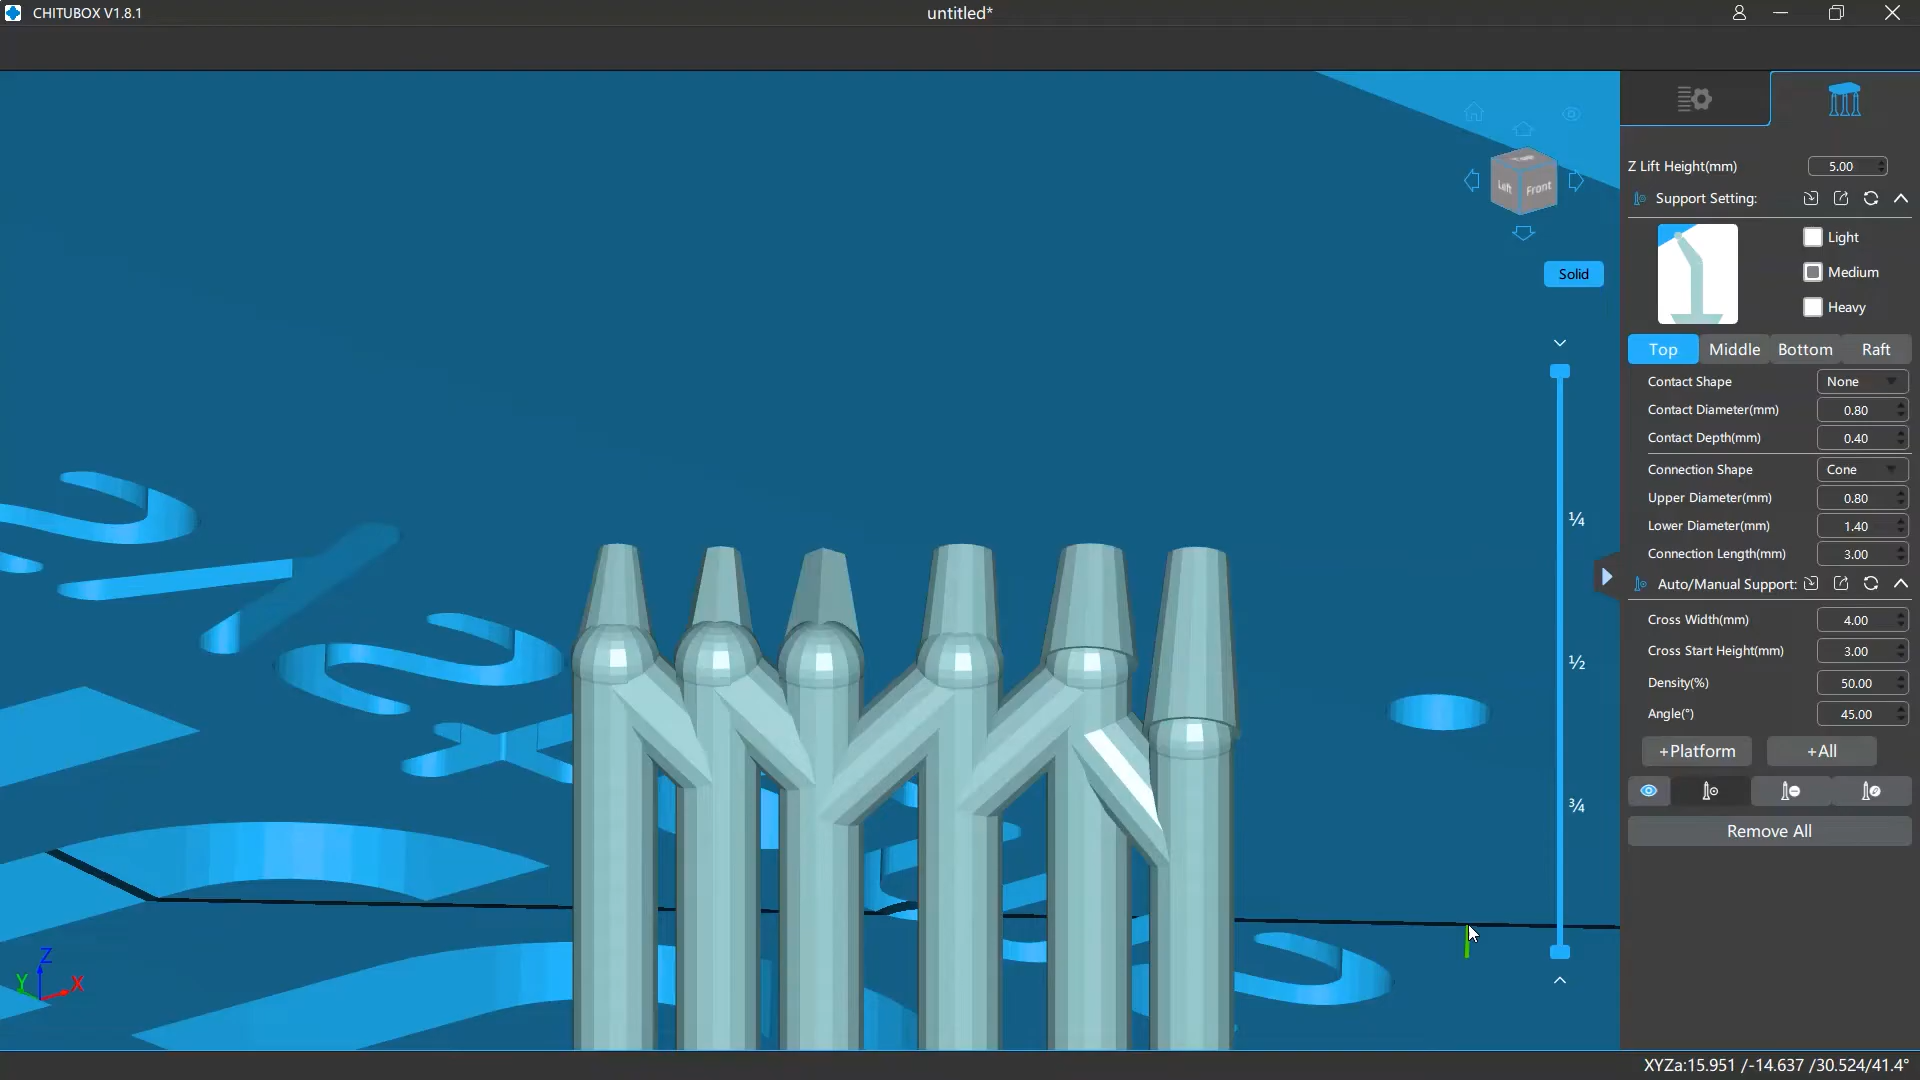 CHITUBOX V1.8.1
untitled*
Left
Front
Solid
¼
½
¾
Z Lift Height(mm) 5.00
Support Setting:
Light
Medium
Heavy
Top Middle Bottom Raft
Contact Shape None
Contact Diameter(mm) 0.80
Contact Depth(mm) 0.40
Connection Shape Cone
Upper Diameter(mm) 0.80
Lower Diameter(mm) 1.40
Connection Length(mm) 3.00
Auto/Manual Support:
Cross Width(mm) 4.00
Cross Start Height(mm) 3.00
Density(%) 50.00
Angle(°) 45.00
+Platform +All
Remove All
Z
Y
X
XYZa:15.951 /-14.637 /30.524/41.4°